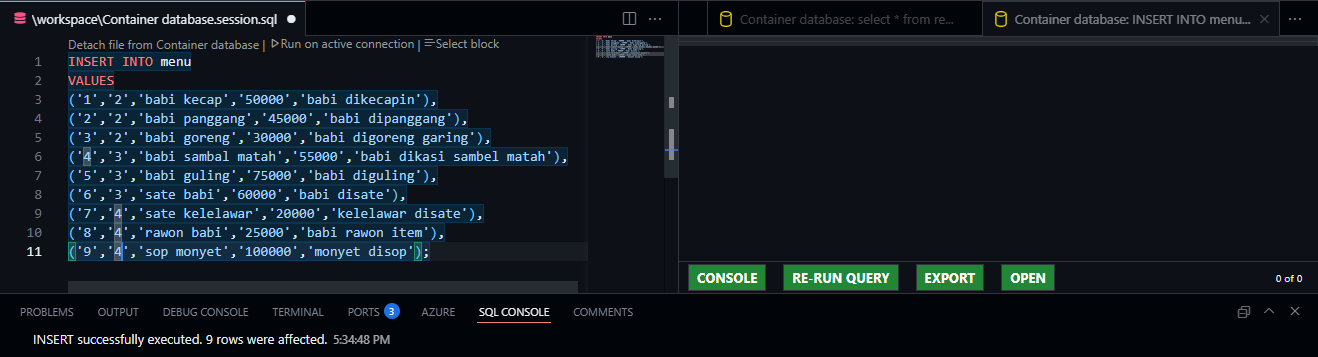 \workspace\Container database.session.sql
Detach file from Container database | Run on active connection | Select block
1 INSERT INTO menu
2 VALUES
3 ('1','2','babi kecap','50000','babi dikecapin'),
4 ('2','2','babi panggang','45000','babi dipanggang'),
5 ('3','2','babi goreng','30000','babi digoreng garing'),
6 ('4','3','babi sambal matah','55000','babi dikasi sambel matah'),
7 ('5','3','babi guling','75000','babi diguling'),
8 ('6','3','sate babi','60000','babi disate'),
9 ('7','4','sate kelelawar','20000','kelelawar disate'),
10 ('8','4','rawon babi','25000','babi rawon item'),
11 ('9','4','sop monyet','100000','monyet disop');
Container database: select * from re...
Container database: INSERT INTO menu...
CONSOLE RE-RUN QUERY EXPORT OPEN 0 of 0
PROBLEMS OUTPUT DEBUG CONSOLE TERMINAL PORTS 3 AZURE SQL CONSOLE COMMENTS
INSERT successfully executed. 9 rows were affected. 5:34:48 PM